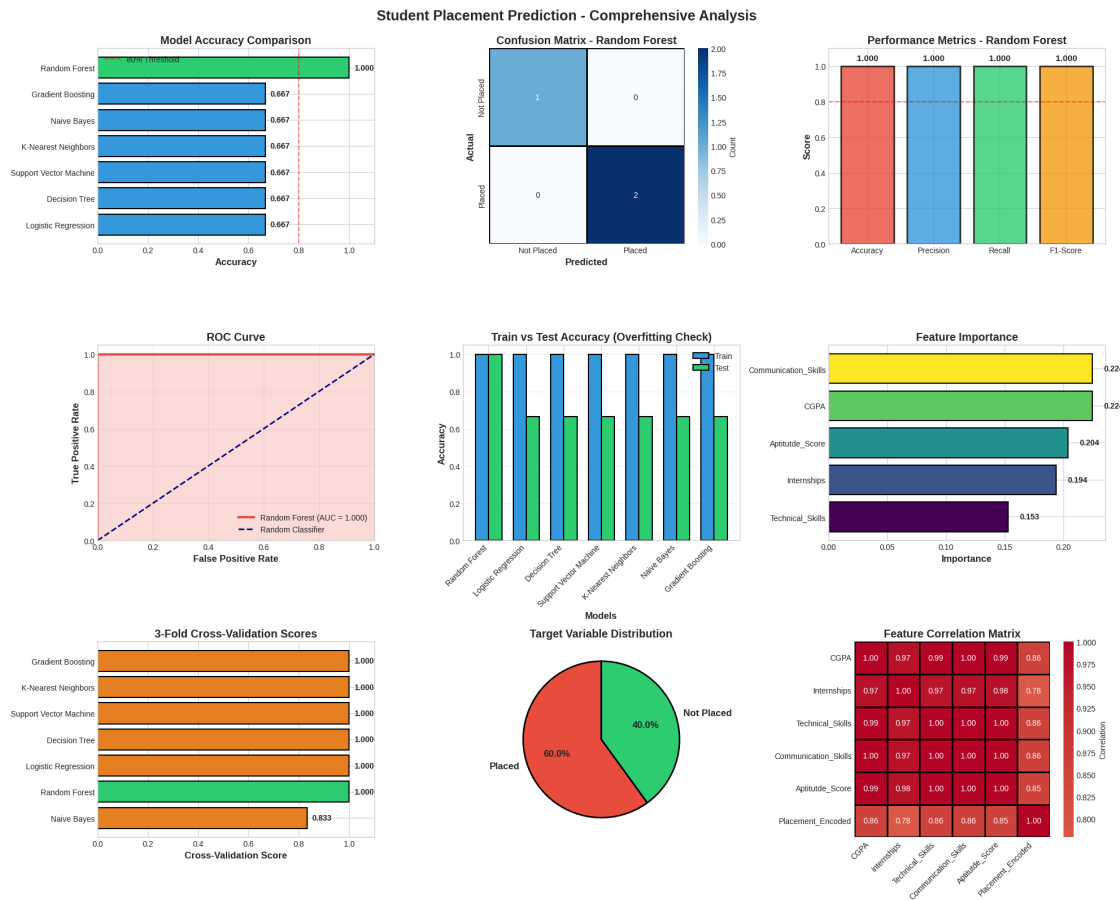 Student Placement Prediction - Comprehensive Analysis
Model Accuracy Comparison
80% Threshold
Random Forest
1.000
Gradient Boosting
0.667
Naive Bayes
0.667
K-Nearest Neighbors
0.667
Support Vector Machine
0.667
Decision Tree
0.667
Logistic Regression
0.667
0.0 0.2 0.4 0.6 0.8 1.0
Accuracy
Confusion Matrix - Random Forest
Actual
Not Placed
Placed
1 0
0 2
Not Placed Placed
Predicted
2.00
1.75
1.50
1.25
1.00
0.75
0.50
0.25
0.00
Count
Performance Metrics - Random Forest
1.000 1.000 1.000 1.000
Score
1.0
0.8
0.6
0.4
0.2
0.0
Accuracy Precision Recall F1-Score
ROC Curve
True Positive Rate
1.0
0.8
0.6
0.4
0.2
0.0
Random Forest (AUC = 1.000)
Random Classifier
0.0 0.2 0.4 0.6 0.8 1.0
False Positive Rate
Train vs Test Accuracy (Overfitting Check)
Train
Test
Accuracy
1.0
0.8
0.6
0.4
0.2
0.0
Random Forest
Logistic Regression
Decision Tree
Support Vector Machine
K-Nearest Neighbors
Naive Bayes
Gradient Boosting
Models
Feature Importance
Communication_Skills
0.224
CGPA
0.224
Aptitutde_Score
0.204
Internships
0.194
Technical_Skills
0.153
0.00 0.05 0.10 0.15 0.20
Importance
3-Fold Cross-Validation Scores
Gradient Boosting
1.000
K-Nearest Neighbors
1.000
Support Vector Machine
1.000
Decision Tree
1.000
Logistic Regression
1.000
Random Forest
1.000
Naive Bayes
0.833
0.0 0.2 0.4 0.6 0.8 1.0
Cross-Validation Score
Target Variable Distribution
Not Placed
40.0%
60.0%
Placed
Feature Correlation Matrix
CGPA 1.00 0.97 0.99 1.00 0.99 0.86
Internships 0.97 1.00 0.97 0.97 0.98 0.78
Technical_Skills 0.99 0.97 1.00 1.00 1.00 0.86
Communication_Skills 1.00 0.97 1.00 1.00 1.00 0.86
Aptitutde_Score 0.99 0.98 1.00 1.00 1.00 0.85
Placement_Encoded 0.86 0.78 0.86 0.86 0.85 1.00
CGPA
Internships
Technical_Skills
Communication_Skills
Aptitutde_Score
Placement_Encoded
1.000
0.975
0.950
0.925
0.900
0.875
0.850
0.825
0.800
Correlation